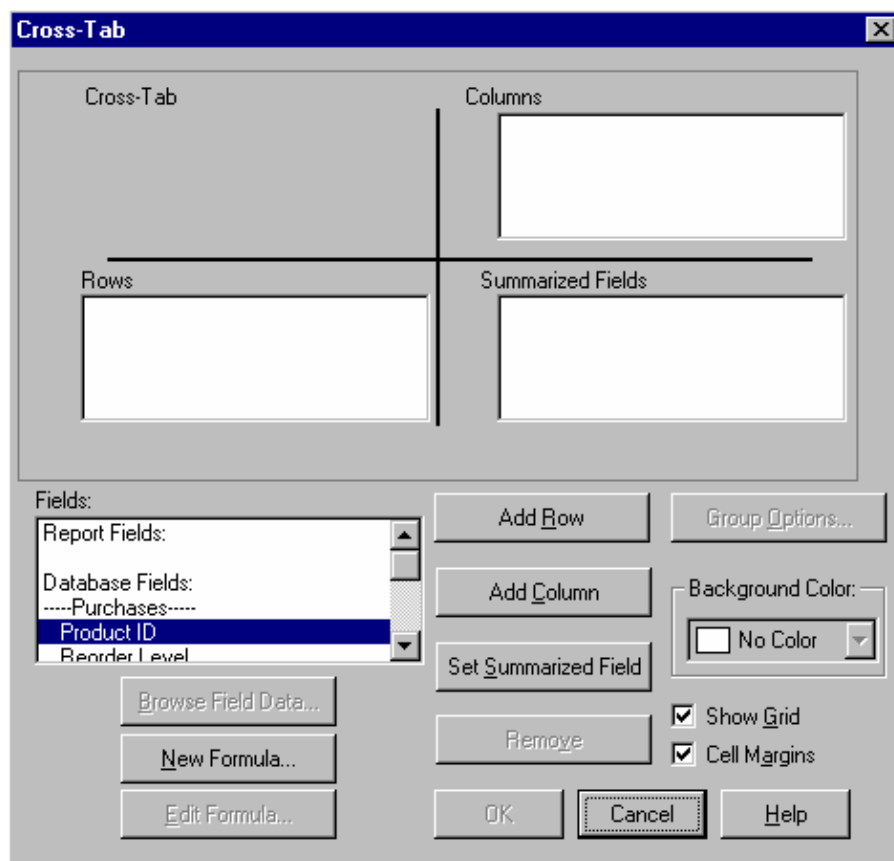 Cross-Tab
Cross-Tab
Columns
Rows
Summarized Fields
Fields:
Report Fields:
Database Fields:
-----Purchases-----
Product ID
Reorder Level
Add Row
Group Options...
Add Column
Background Color:
No Color
Set Summarized Field
Browse Field Data...
Show Grid
Remove
Cell Margins
New Formula...
Edit Formula...
OK
Cancel
Help